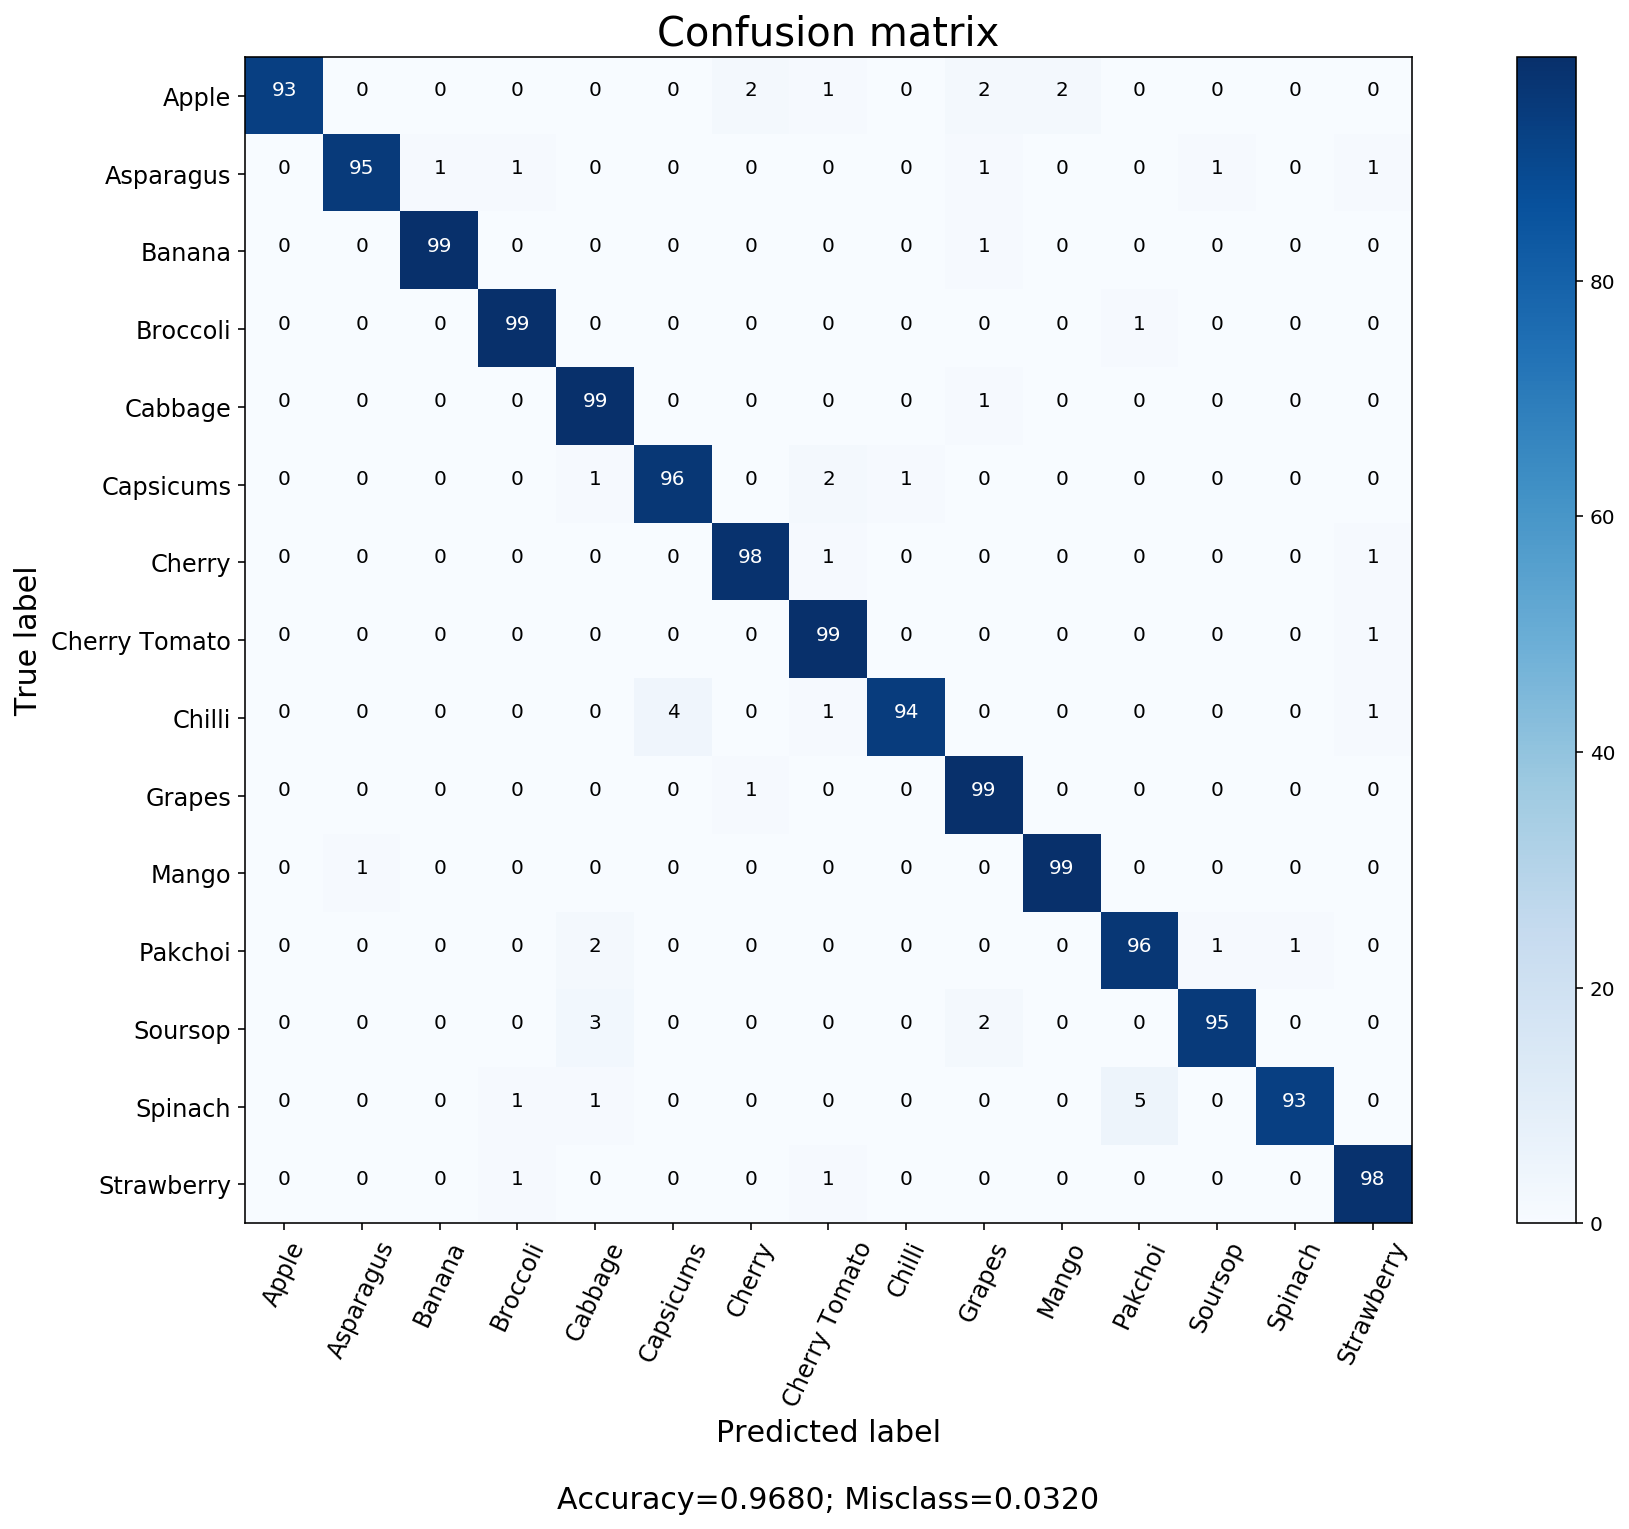 Confusion matrix
Apple 93 0 0 0 0 0 2 1 0 2 2 0 0 0 0
Asparagus 0 95 1 1 0 0 0 0 0 1 0 0 1 0 1
Banana 0 0 99 0 0 0 0 0 0 1 0 0 0 0 0
80
Broccoli 0 0 0 99 0 0 0 0 0 0 0 1 0 0 0
Cabbage 0 0 0 0 99 0 0 0 0 1 0 0 0 0 0
Capsicums 0 0 0 0 1 96 0 2 1 0 0 0 0 0 0
60
Cherry 0 0 0 0 0 0 98 1 0 0 0 0 0 0 1
Cherry Tomato 0 0 0 0 0 0 0 99 0 0 0 0 0 0 1
True label
Chilli 0 0 0 0 0 4 0 1 94 0 0 0 0 0 1
40
Grapes 0 0 0 0 0 0 1 0 0 99 0 0 0 0 0
Mango 0 1 0 0 0 0 0 0 0 0 99 0 0 0 0
Pakchoi 0 0 0 0 2 0 0 0 0 0 0 96 1 1 0
20
Soursop 0 0 0 0 3 0 0 0 0 2 0 0 95 0 0
Spinach 0 0 0 1 1 0 0 0 0 0 0 5 0 93 0
Strawberry 0 0 0 1 0 0 0 1 0 0 0 0 0 0 98
0
Apple Asparagus Banana Broccoli Cabbage Capsicums Cherry Cherry Tomato Chilli Grapes Mango Pakchoi Soursop Spinach Strawberry
Predicted label
Accuracy=0.9680; Misclass=0.0320